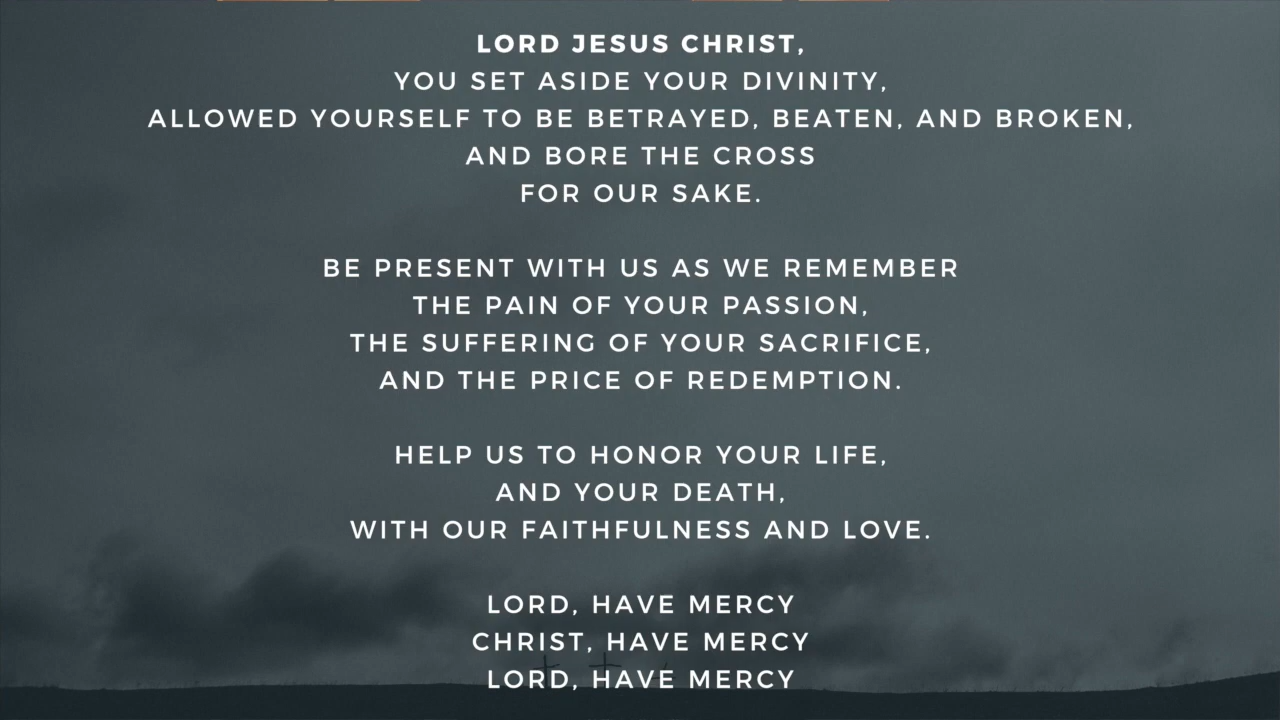 LORD JESUS CHRIST,
YOU SET ASIDE YOUR DIVINITY,
ALLOWED YOURSELF TO BE BETRAYED, BEATEN, AND BROKEN,
AND BORE THE CROSS
FOR OUR SAKE.
BE PRESENT WITH US AS WE REMEMBER
THE PAIN OF YOUR PASSION,
THE SUFFERING OF YOUR SACRIFICE,
AND THE PRICE OF REDEMPTION.
HELP US TO HONOR YOUR LIFE,
AND YOUR DEATH,
WITH OUR FAITHFULNESS AND LOVE.
LORD, HAVE MERCY
CHRIST, HAVE MERCY
LORD, HAVE MERCY